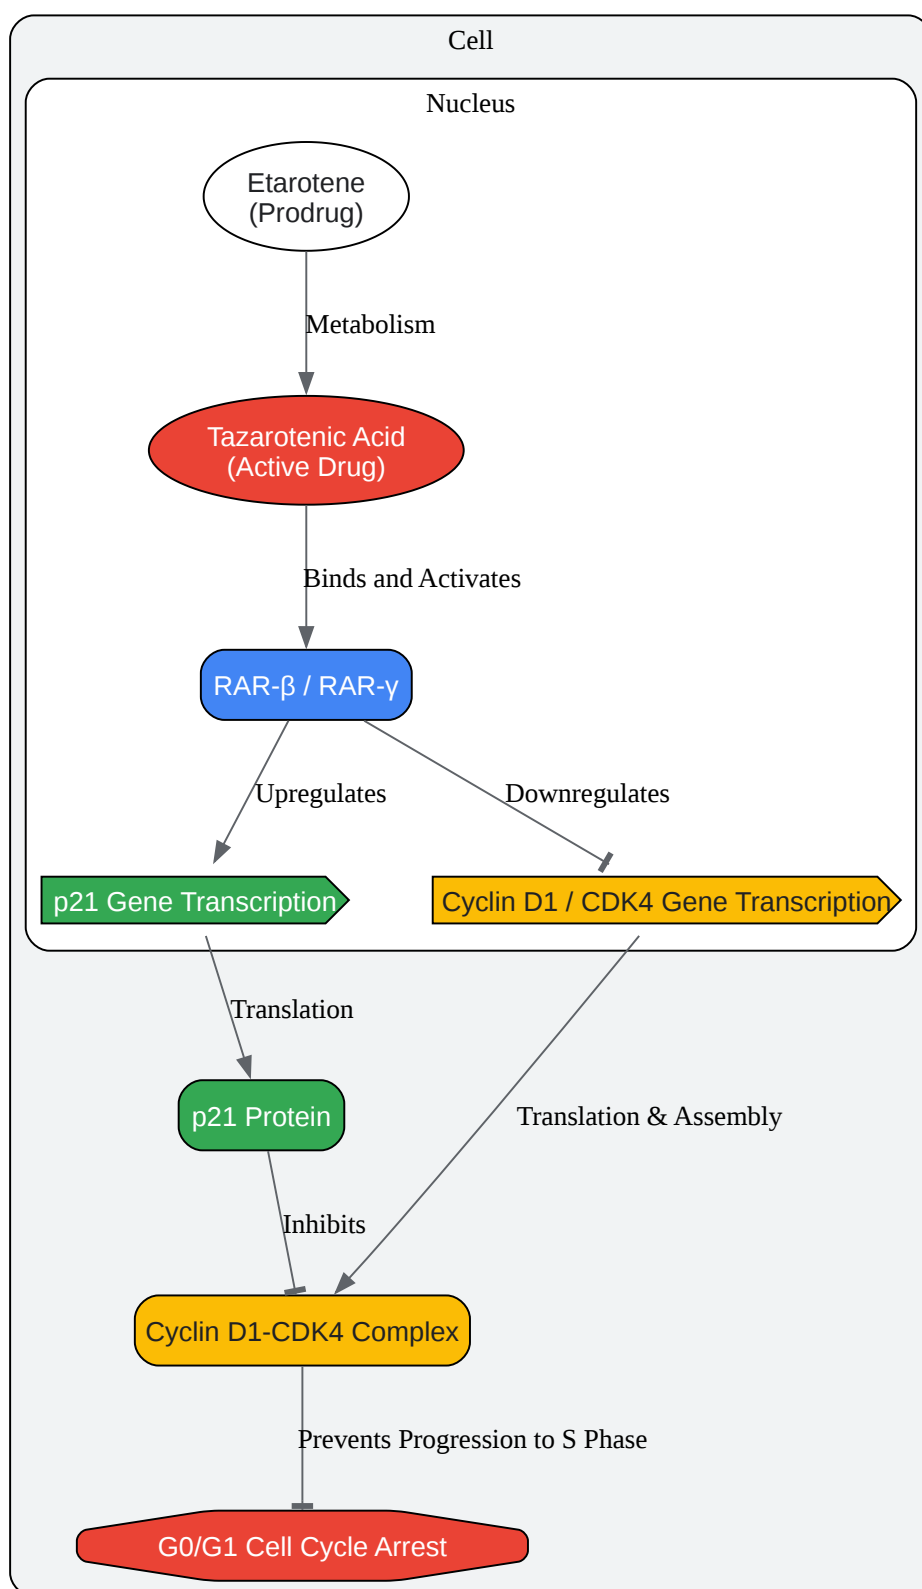 Cell
Nucleus
Etarotene
(Prodrug)
Metabolism
Tazarotenic Acid
(Active Drug)
Binds and Activates
RAR-β / RAR-γ
Upregulates
Downregulates
p21 Gene Transcription
Cyclin D1 / CDK4 Gene Transcription
Translation
p21 Protein
Translation & Assembly
Inhibits
Cyclin D1-CDK4 Complex
Prevents Progression to S Phase
G0/G1 Cell Cycle Arrest